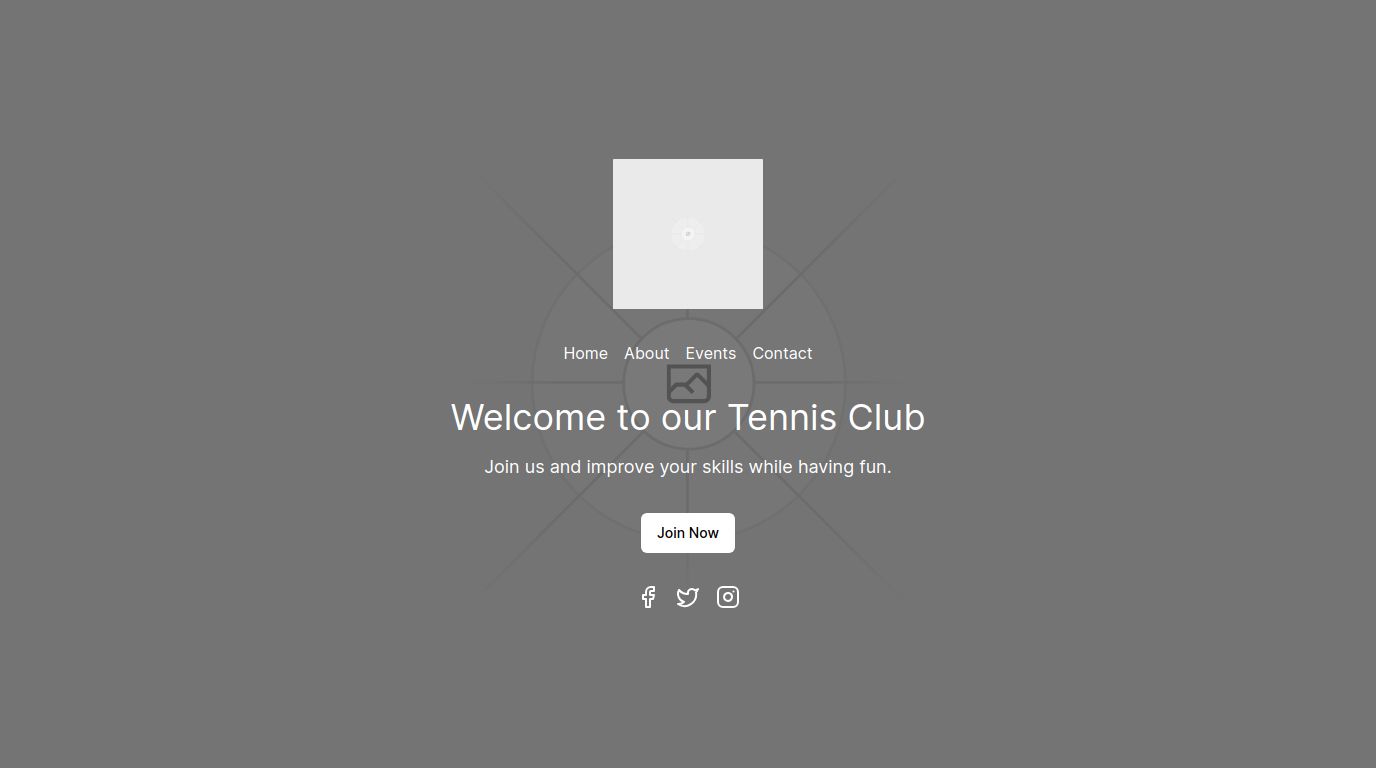 Home About Events Contact
Welcome to our Tennis Club
Join us and improve your skills while having fun.
Join Now